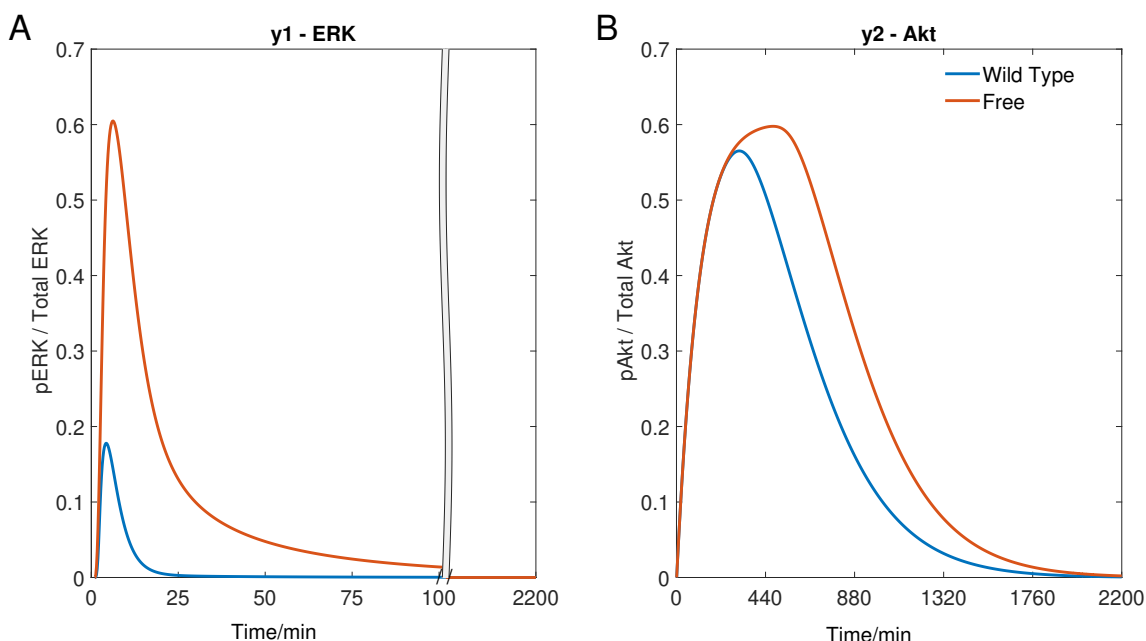 A
y1 - ERK
0.7
0.6
0.5
0.4
0.3
0.2
0.1
0
pERK / Total ERK
0 25 50 75 100 2200
Time/min
B
y2 - Akt
Wild Type
Free
0.7
0.6
0.5
0.4
0.3
0.2
0.1
0
pAkt / Total Akt
0 440 880 1320 1760 2200
Time/min